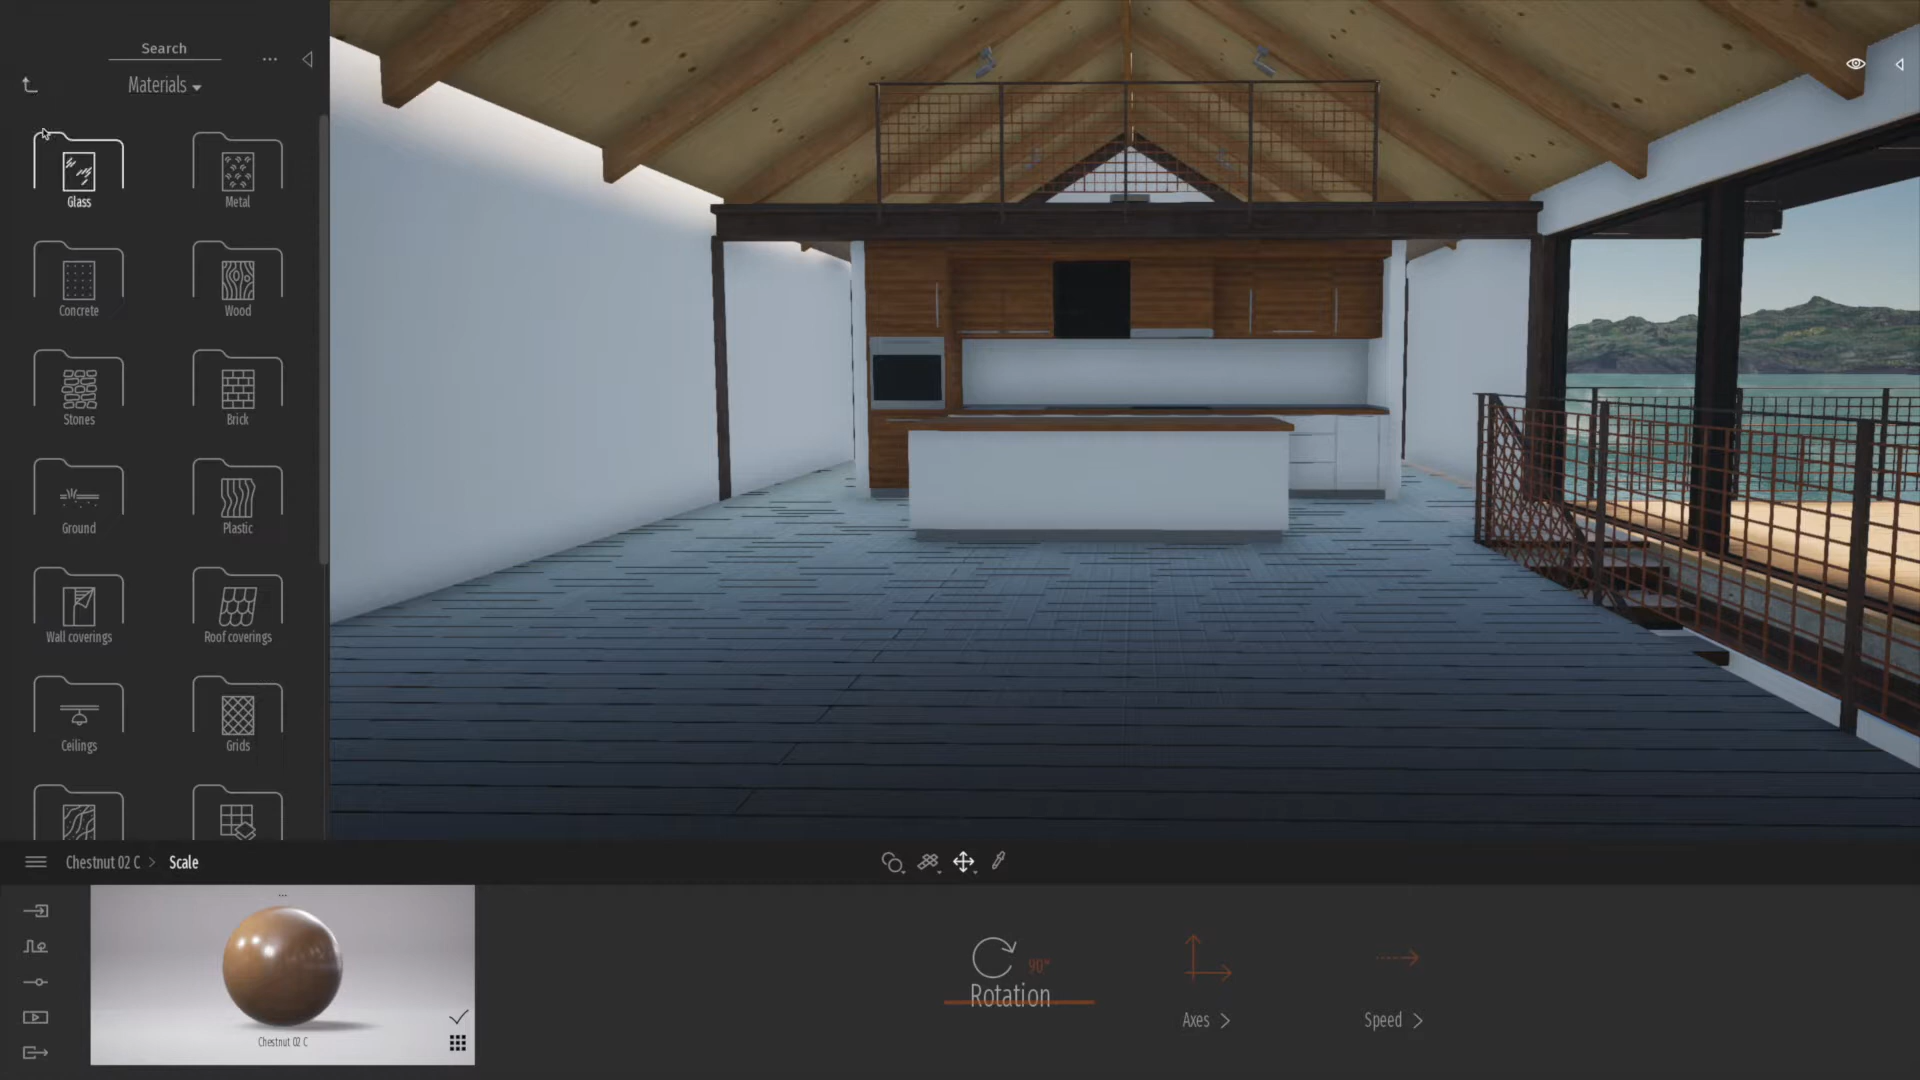 Search
Materials
Glass
Metal
Concrete
Wood
Stones
Brick
Ground
Plastic
Wall coverings
Roof coverings
Ceilings
Grids
Chestnut 02 C > Scale
90°
Rotation
Axes
Speed
Chestnut 02 C